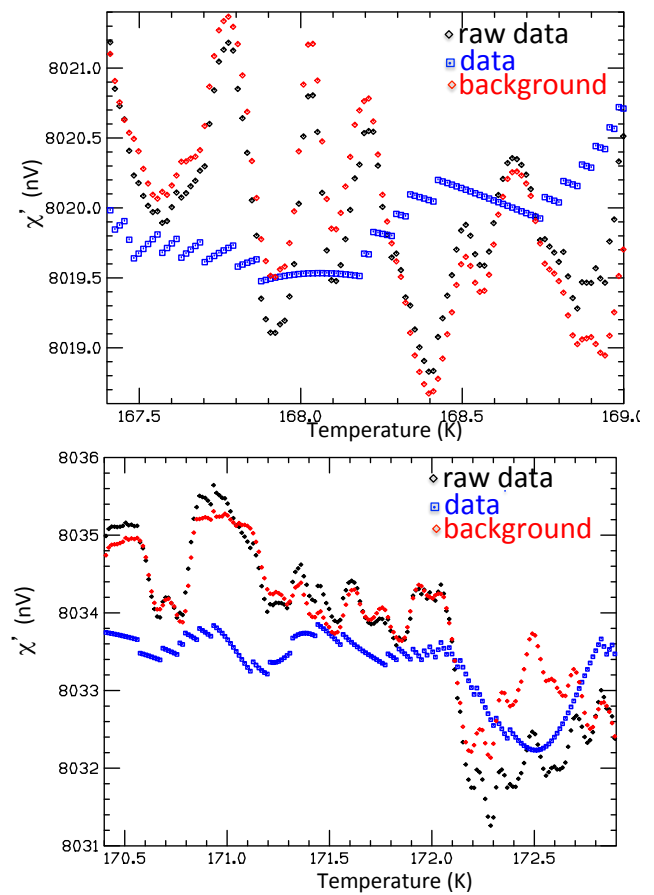 raw data
data
background
8021.0
8020.5
8020.0
8019.5
8019.0
χ’ (nV)
167.5 168.0 168.5 169.0
Temperature (K)
8036
8035
8034
8033
8032
8031
raw data
data
background
χ’ (nV)
170.5 171.0 171.5 172.0 172.5
Temperature (K)